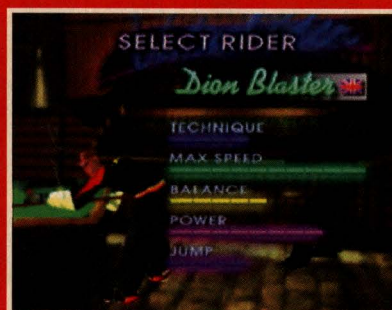 SELECT RIDER
Dion Blaster
TECHNIQUE
MAX SPEED
BALANCE
POWER
JUMP